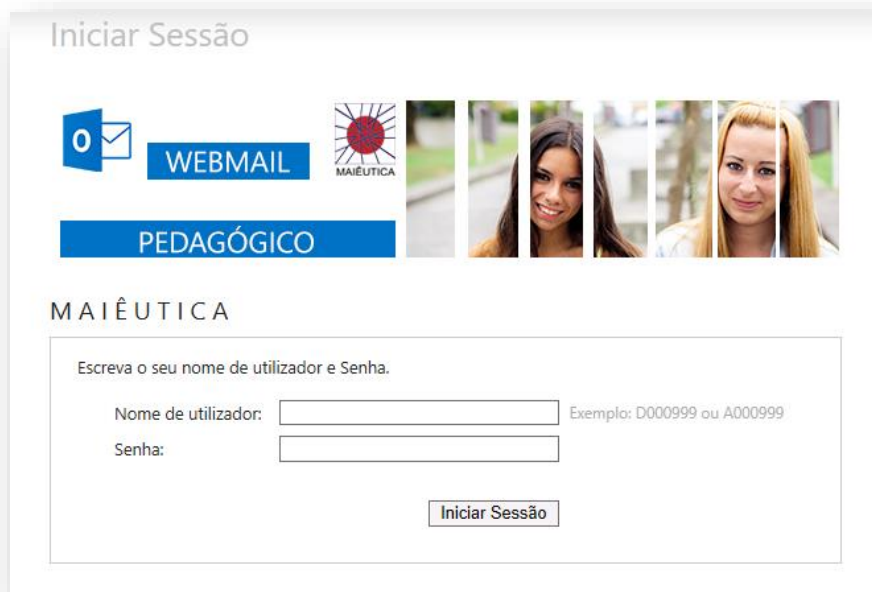 Iniciar Sessão
O
WEBMAIL
MAIÊUTICA
PEDAGÓGICO
MAIÊUTICA
Escreva o seu nome de utilizador e Senha.
Nome de utilizador: Exemplo: D000999 ou A000999
Senha:
Iniciar Sessão